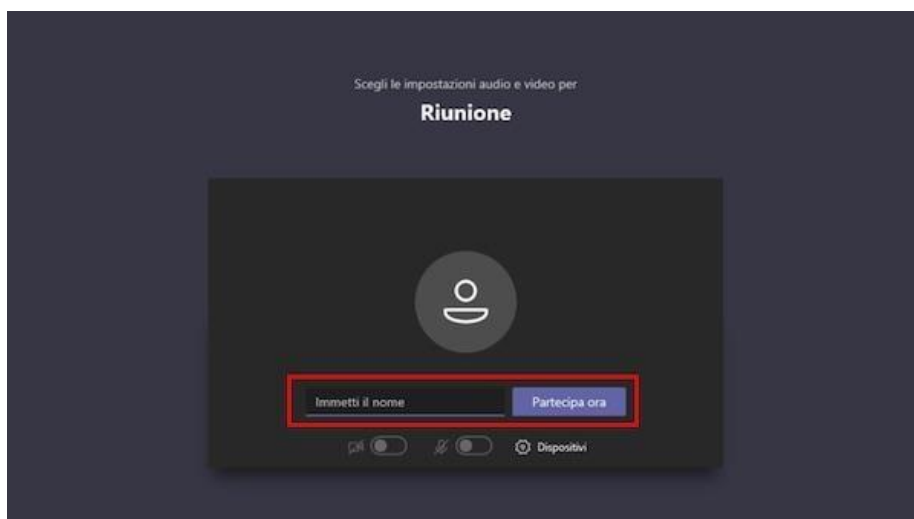 Scegli le impostazioni audio e video per
Riunione
Immetti il nome
Partecipa ora
Dispositivi